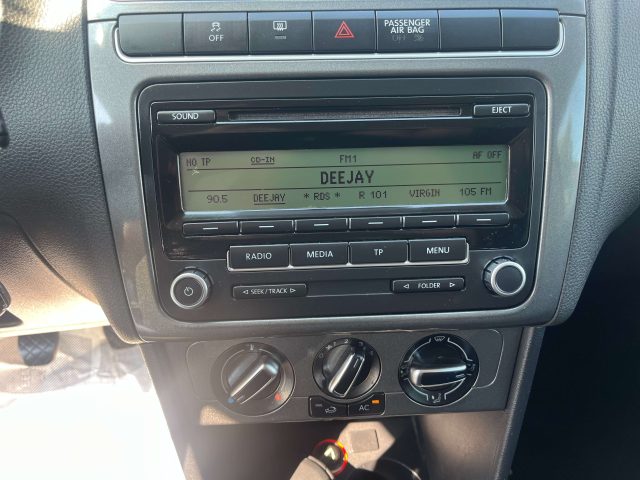 OFF PASSENGER AIR BAG
SOUND EJECT
NO TP CD-IN FM1 AF OFF
DEEJAY
90.5 DEEJAY * RDS * R 101 VIRGIN 105 FM
RADIO MEDIA TP MENU
◁ SEEK / TRACK ▷ ◁ FOLDER ▷
AC